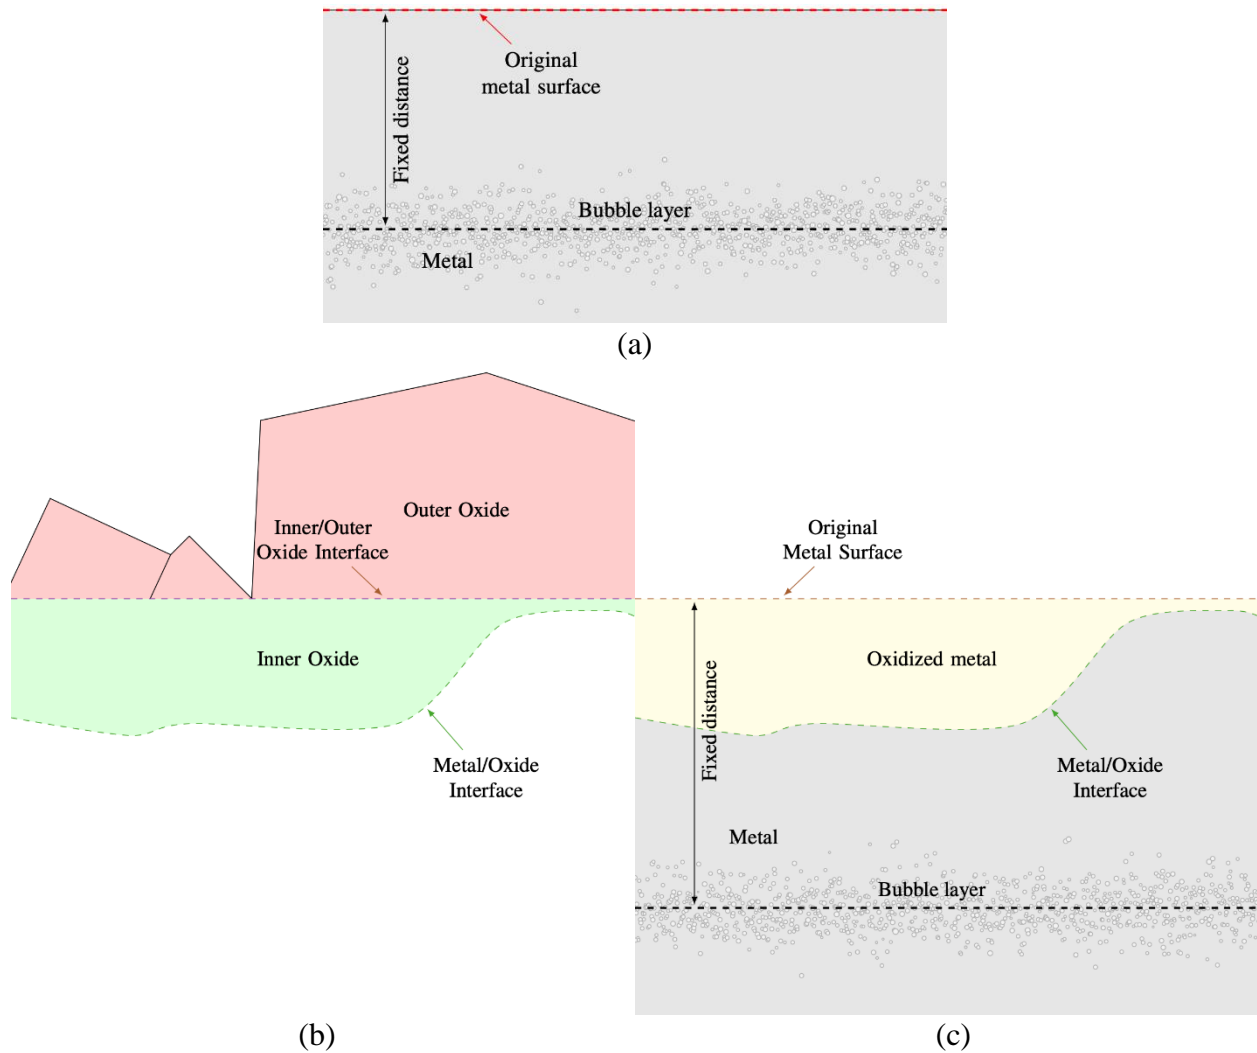 Original
metal surface
Fixed distance
Bubble layer
Metal
(a)
Outer Oxide
Inner/Outer
Oxide Interface
Inner Oxide
Metal/Oxide
Interface
(b)
Original
Metal Surface
Oxidized metal
Fixed distance
Metal/Oxide
Interface
Metal
Bubble layer
(c)